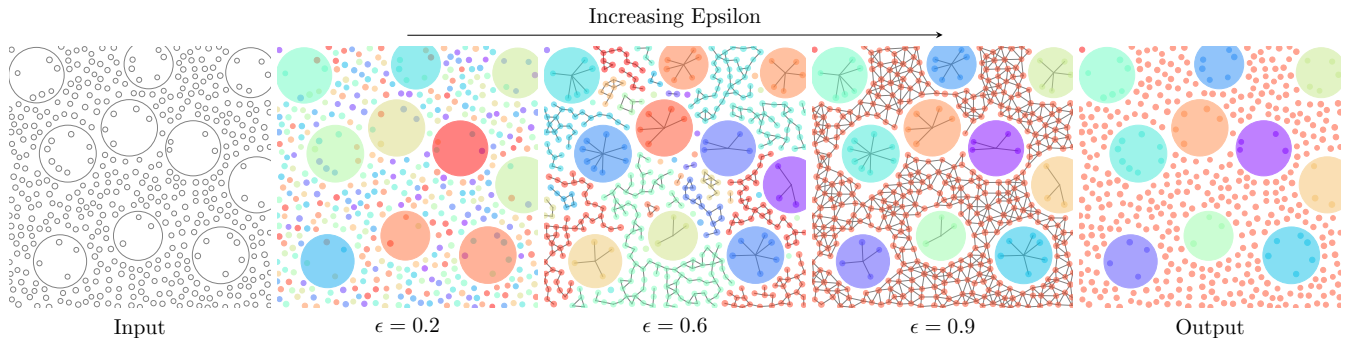 Increasing Epsilon
Input
ϵ = 0.2
ϵ = 0.6
ϵ = 0.9
Output